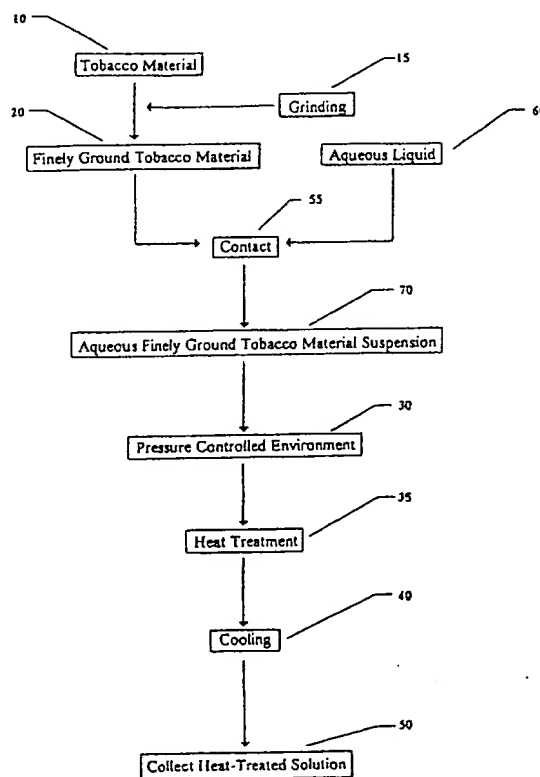 10
Tobacco Material
15
Grinding
20
Finely Ground Tobacco Material
Aqueous Liquid
55
Contact
70
Aqueous Finely Ground Tobacco Material Suspension
30
Pressure Controlled Environment
35
Heat Treatment
40
Cooling
50
Collect Heat-Treated Solution